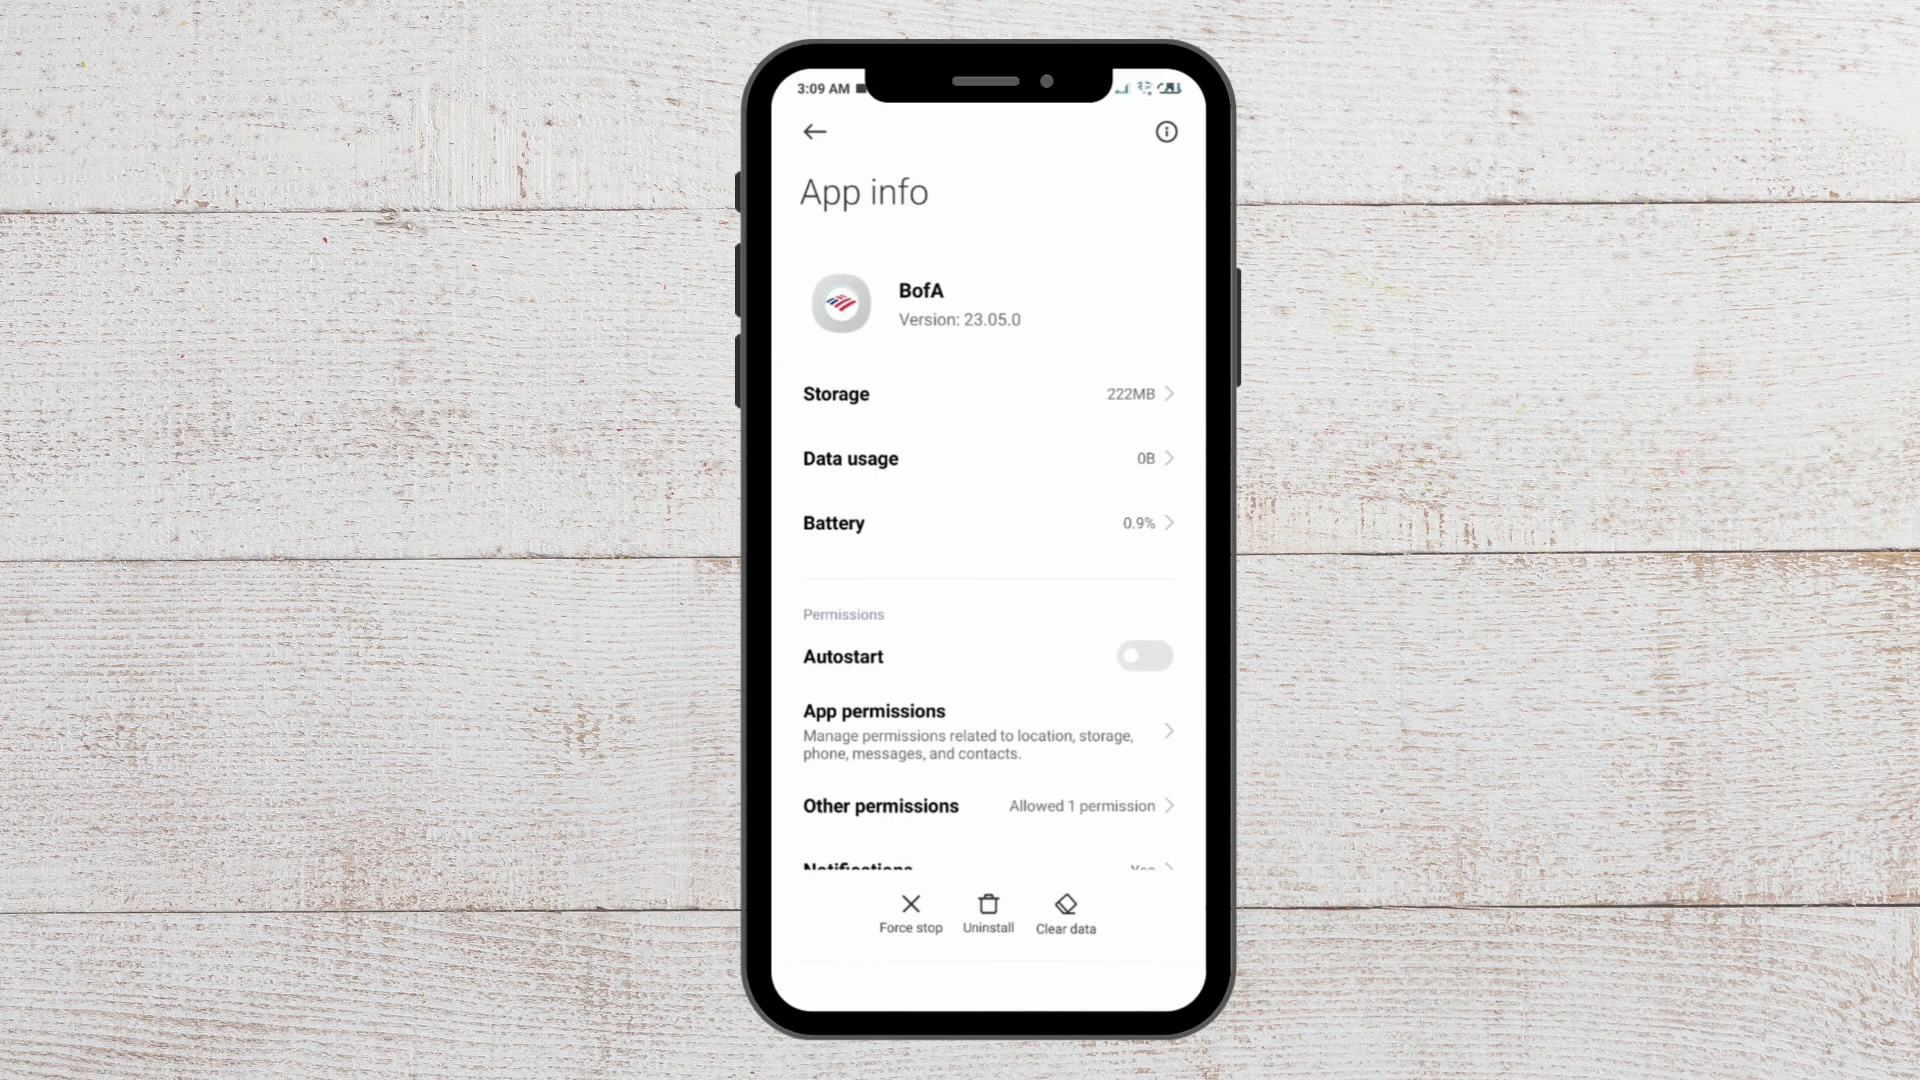 3:09 AM
App info
BofA
Version: 23.05.0
Storage 222MB
Data usage 0B
Battery 0.9%
Permissions
Autostart
App permissions
Manage permissions related to location, storage,
phone, messages, and contacts.
Other permissions Allowed 1 permission
Notifications Yes
Force stop Uninstall Clear data